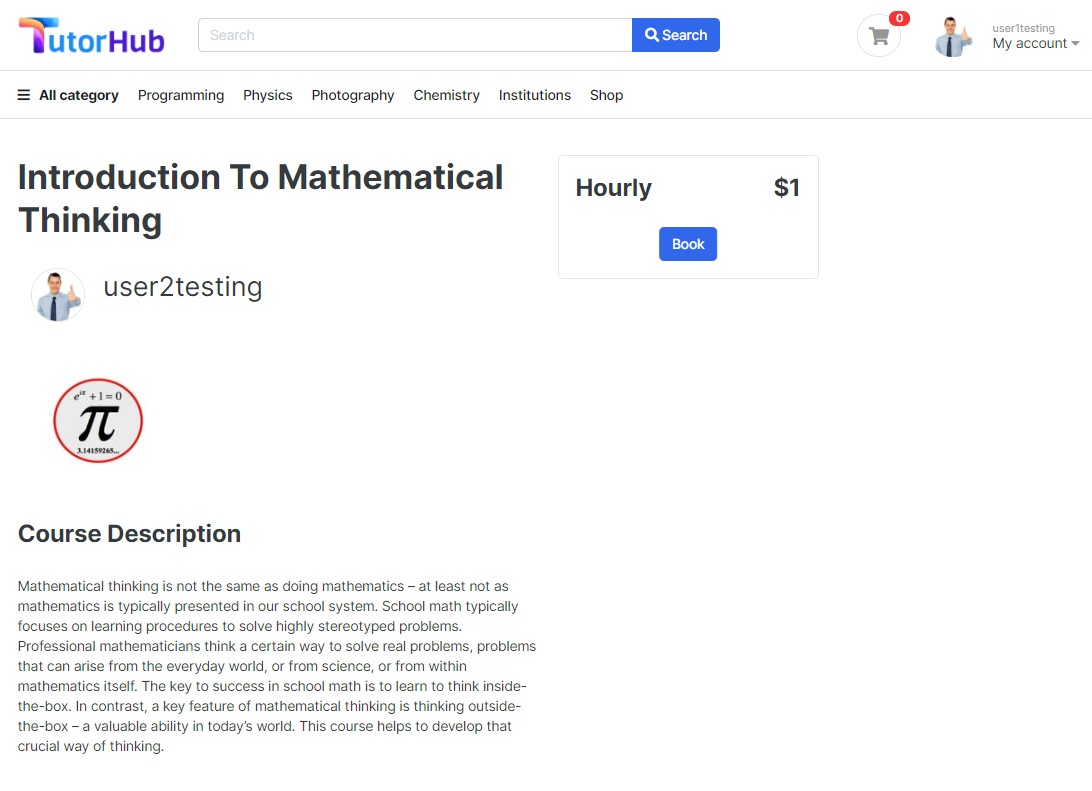 TutorHub
Search
Search
0
user1testing
My account
All category
Programming
Physics
Photography
Chemistry
Institutions
Shop
Introduction To Mathematical
Thinking
user2testing
Hourly
$1
Book
e^iπ + 1 = 0
π
3.14159265...
Course Description
Mathematical thinking is not the same as doing mathematics – at least not as
mathematics is typically presented in our school system. School math typically
focuses on learning procedures to solve highly stereotyped problems.
Professional mathematicians think a certain way to solve real problems, problems
that can arise from the everyday world, or from science, or from within
mathematics itself. The key to success in school math is to learn to think inside-
the-box. In contrast, a key feature of mathematical thinking is thinking outside-
the-box – a valuable ability in today’s world. This course helps to develop that
crucial way of thinking.